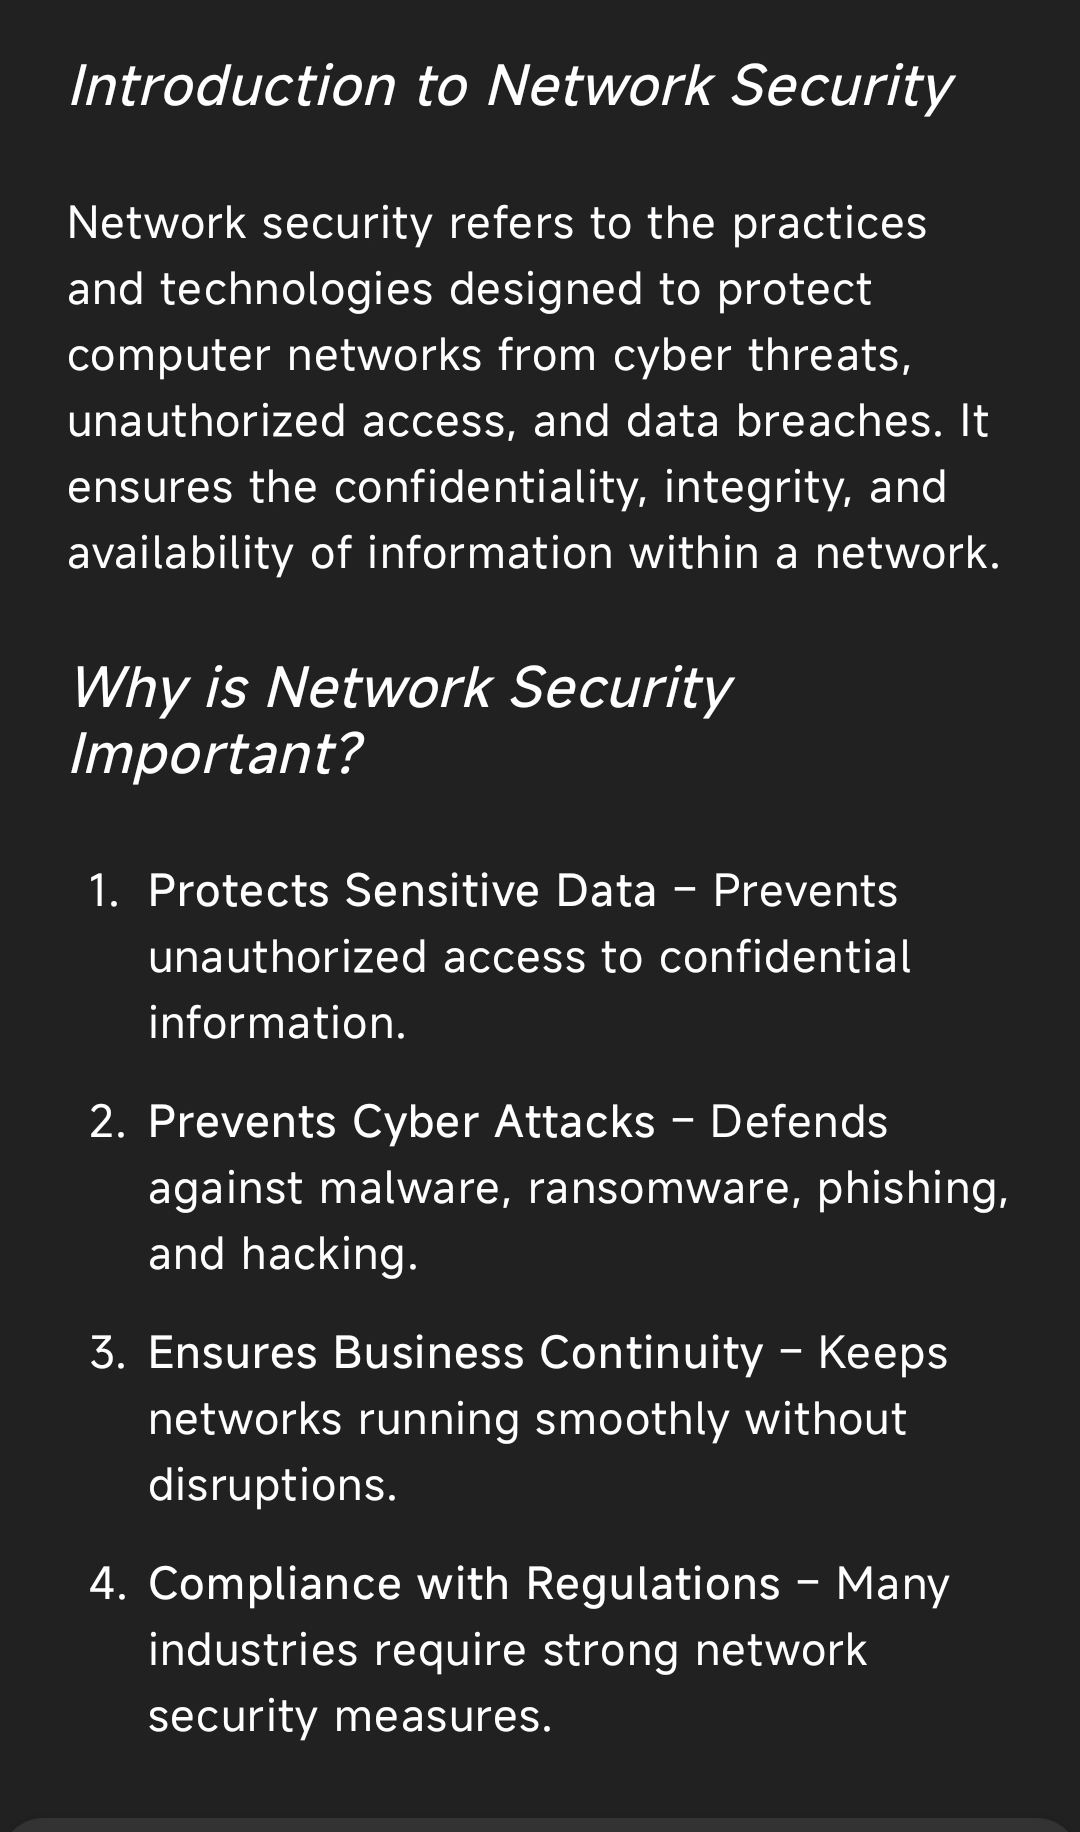 Introduction to Network Security
Network security refers to the practices
and technologies designed to protect
computer networks from cyber threats,
unauthorized access, and data breaches. It
ensures the confidentiality, integrity, and
availability of information within a network.
Why is Network Security
Important?
1. Protects Sensitive Data – Prevents
unauthorized access to confidential
information.
2. Prevents Cyber Attacks – Defends
against malware, ransomware, phishing,
and hacking.
3. Ensures Business Continuity – Keeps
networks running smoothly without
disruptions.
4. Compliance with Regulations – Many
industries require strong network
security measures.